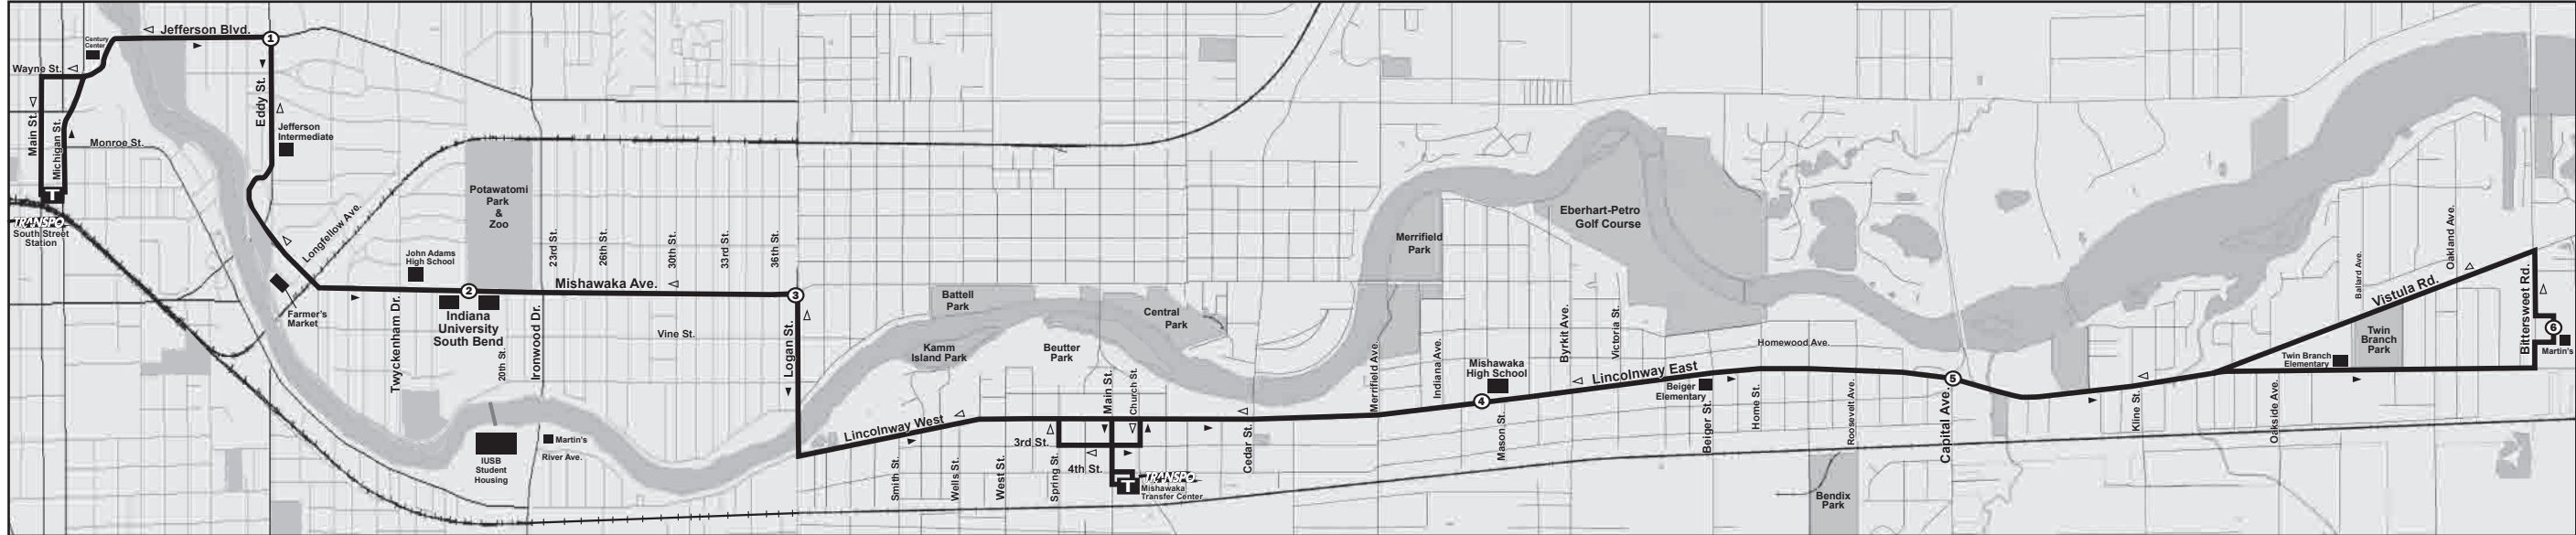 Jefferson Blvd.
1
Century
Center
Wayne St.
Main St.
Michigan St.
Monroe St.
Eddy St.
Jefferson
Intermediate
T
TRANSPO
South Street
Station
Longfellow Ave.
Farmer's
Market
John Adams
High School
Potawatomi
Park
&
Zoo
2
Mishawaka Ave.
Indiana
University
South Bend
Twyckenham Dr.
20th St.
Ironwood Dr.
23rd St.
26th St.
30th St.
33rd St.
36th St.
Vine St.
IUSB
Student
Housing
Martin's
River Ave.
3
Logan St.
Battell
Park
Kamm
Island Park
Beutter
Park
Central
Park
Lincolnway West
Smith St.
Wells St.
West St.
Spring St.
3rd St.
4th St.
Main St.
Church St.
T
TRANSPO
Mishawaka
Transfer Center
Cedar St.
Merrifield
Park
Merrifield Ave.
Indiana Ave.
Mishawaka
High School
4
Mason St.
Byrkit Ave.
Victoria St.
Eberhart-Petro
Golf Course
Lincolnway East
Beiger
Elementary
Beiger St.
Home St.
Homewood Ave.
Roosevelt Ave.
Bendix
Park
5
Capital Ave.
Kline St.
Oakside Ave.
Twin Branch
Elementary
Twin
Branch
Park
Ballard Ave.
Vistula Rd.
Oakland Ave.
Bittersweet Rd.
6
Martin's